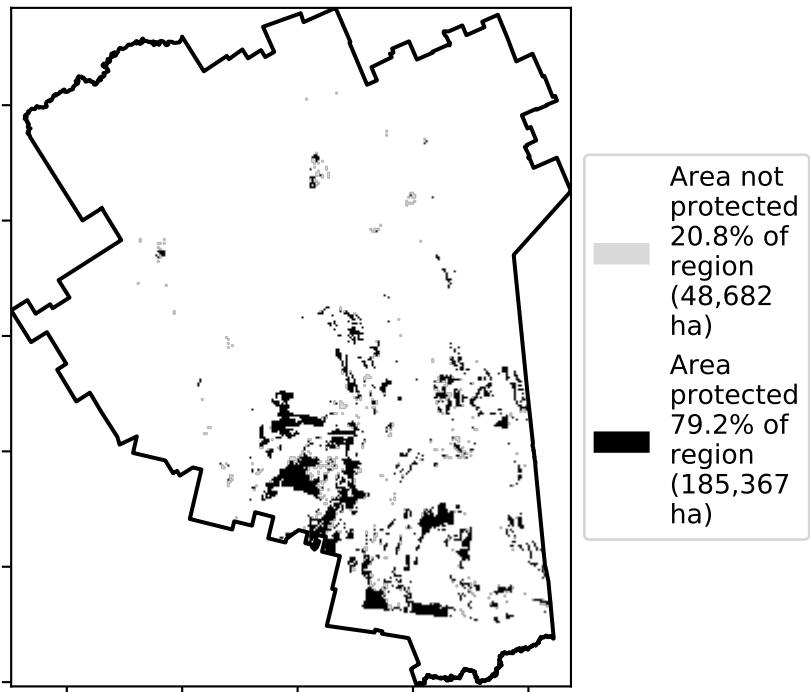 Area not
protected
20.8% of
region
(48,682
ha)
Area
protected
79.2% of
region
(185,367
ha)